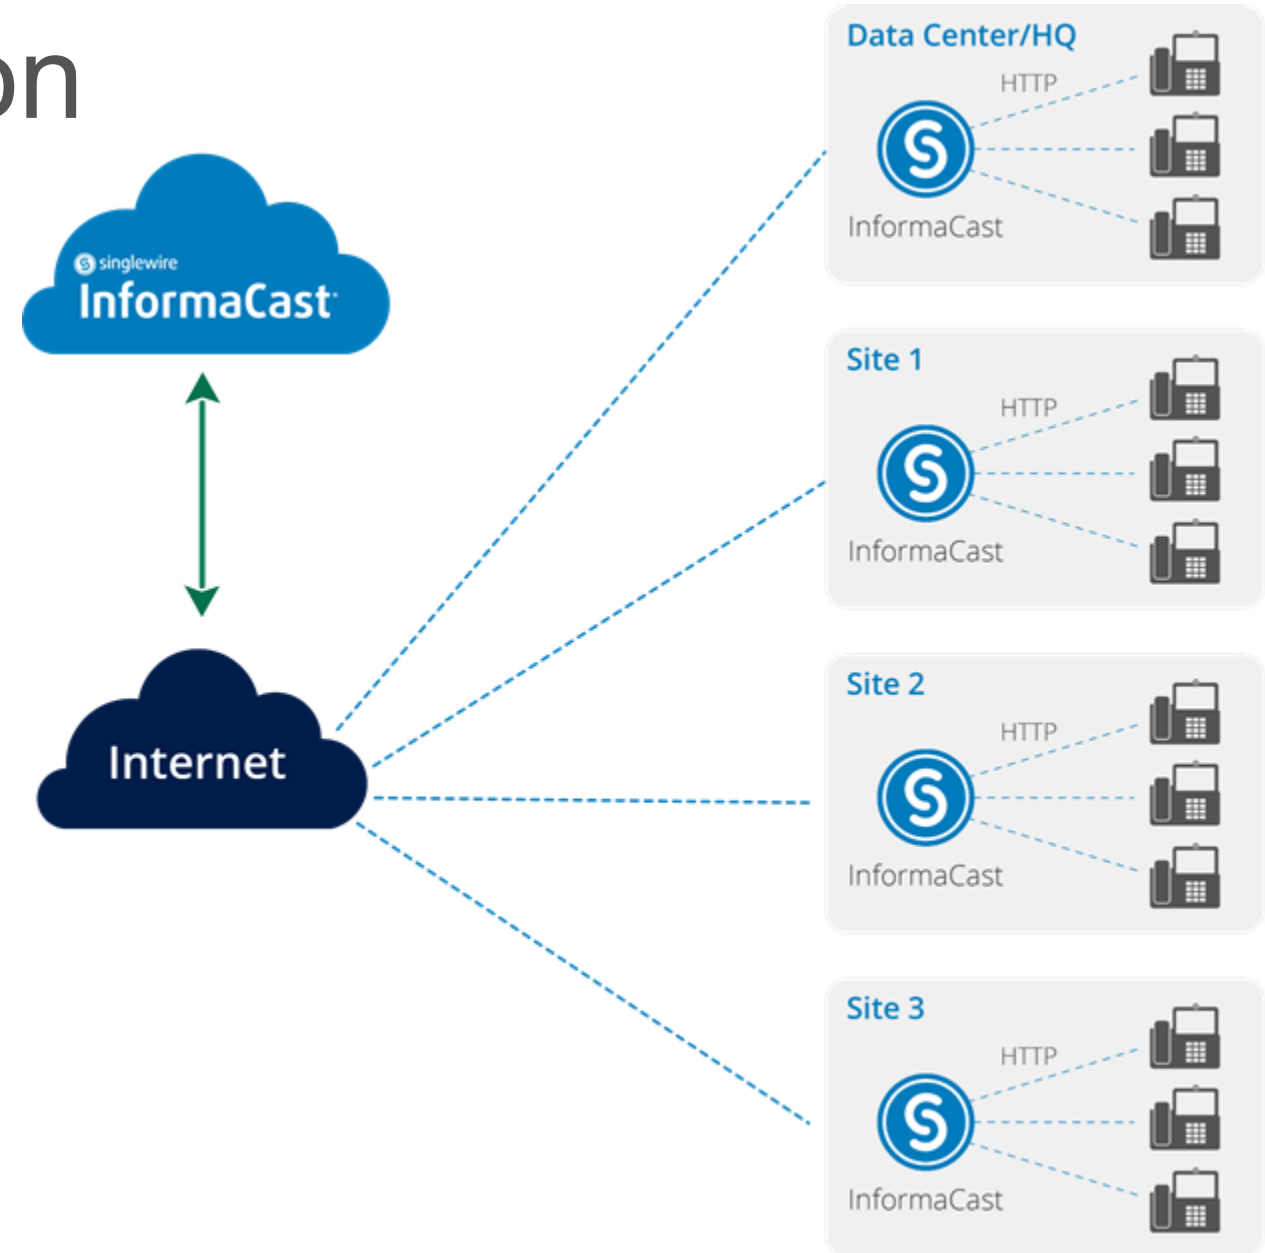 on
singlewire
InformaCast
Internet
Data Center/HQ
HTTP
InformaCast
Site 1
HTTP
InformaCast
Site 2
HTTP
InformaCast
Site 3
HTTP
InformaCast